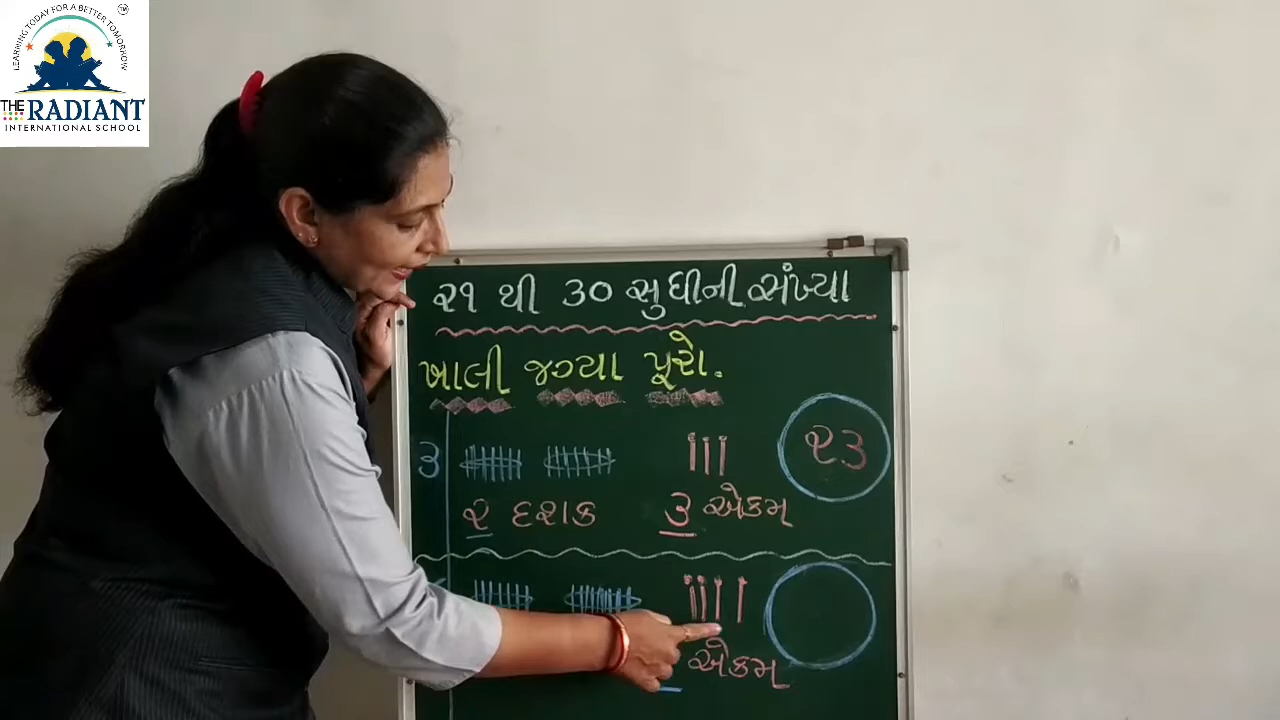 LEARNING TODAY FOR A BETTER TOMORROW
THE RADIANT
INTERNATIONAL SCHOOL
૨૧ થી ૩૦ સુધીની સંખ્યા
ખાલી જગ્યા પૂરો.
૩
૨૩
૨ દશક ૩ એકમ
એકમ